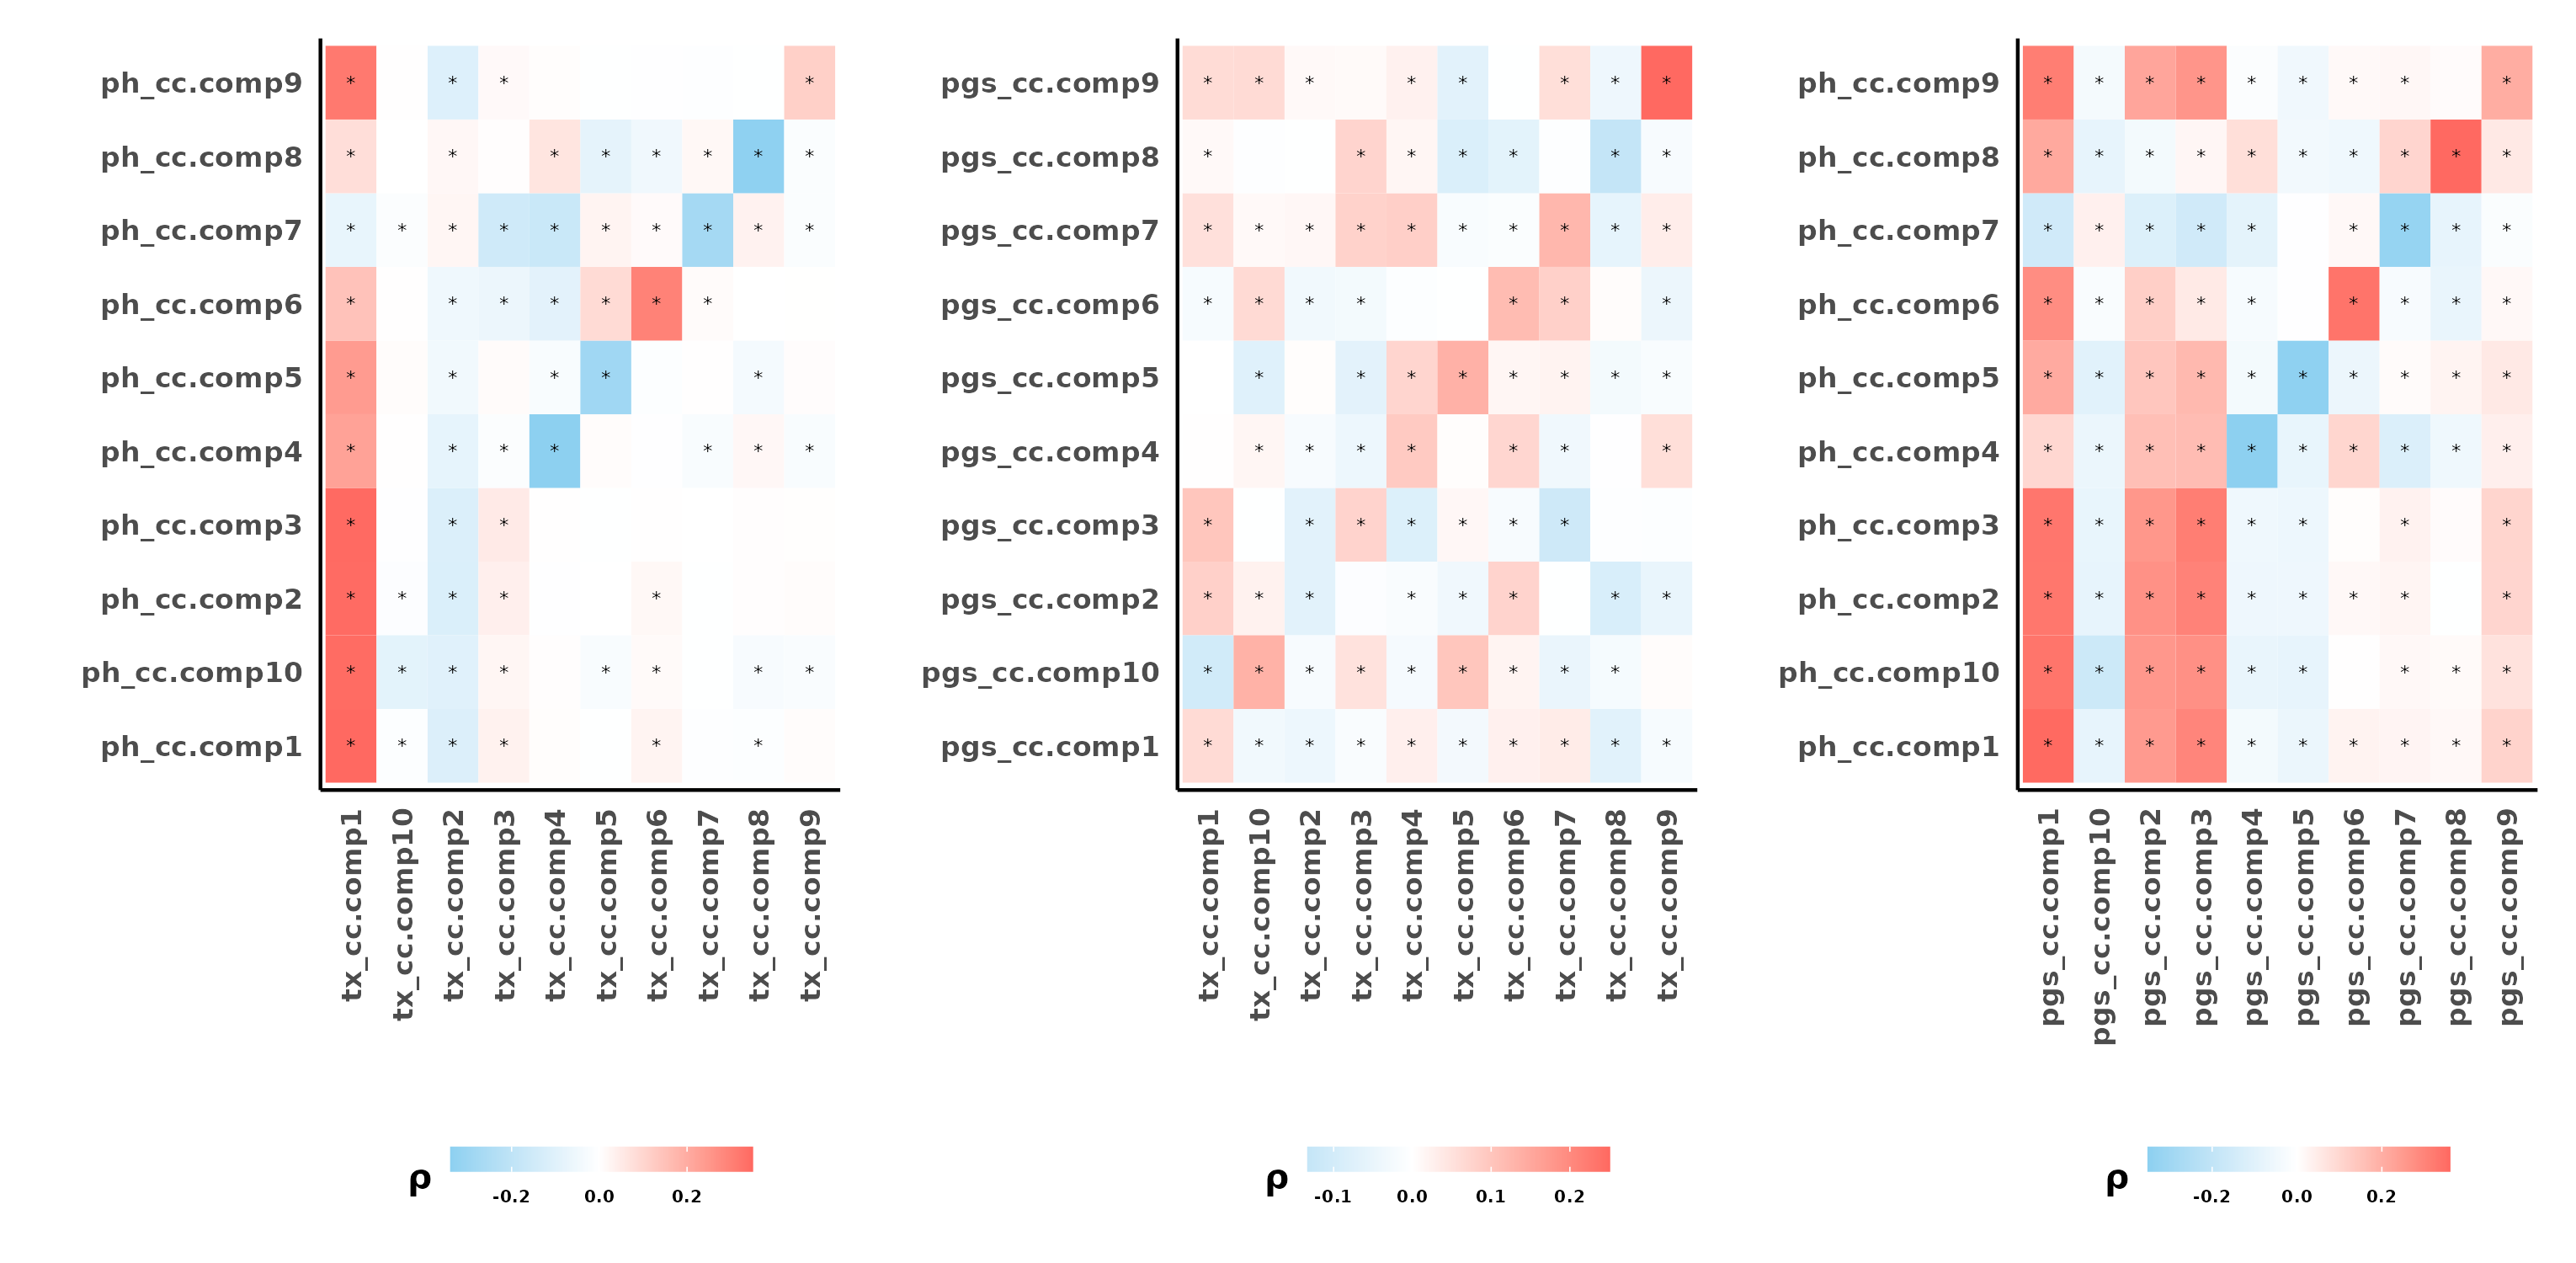 ph_cc.comp9
ph_cc.comp8
ph_cc.comp7
ph_cc.comp6
ph_cc.comp5
ph_cc.comp4
ph_cc.comp3
ph_cc.comp2
ph_cc.comp10
ph_cc.comp1
tx_cc.comp1
tx_cc.comp10
tx_cc.comp2
tx_cc.comp3
tx_cc.comp4
tx_cc.comp5
tx_cc.comp6
tx_cc.comp7
tx_cc.comp8
tx_cc.comp9
ρ
-0.2 0.0 0.2
pgs_cc.comp9
pgs_cc.comp8
pgs_cc.comp7
pgs_cc.comp6
pgs_cc.comp5
pgs_cc.comp4
pgs_cc.comp3
pgs_cc.comp2
pgs_cc.comp10
pgs_cc.comp1
tx_cc.comp1
tx_cc.comp10
tx_cc.comp2
tx_cc.comp3
tx_cc.comp4
tx_cc.comp5
tx_cc.comp6
tx_cc.comp7
tx_cc.comp8
tx_cc.comp9
ρ
-0.1 0.0 0.1 0.2
ph_cc.comp9
ph_cc.comp8
ph_cc.comp7
ph_cc.comp6
ph_cc.comp5
ph_cc.comp4
ph_cc.comp3
ph_cc.comp2
ph_cc.comp10
ph_cc.comp1
pgs_cc.comp1
pgs_cc.comp10
pgs_cc.comp2
pgs_cc.comp3
pgs_cc.comp4
pgs_cc.comp5
pgs_cc.comp6
pgs_cc.comp7
pgs_cc.comp8
pgs_cc.comp9
ρ
-0.2 0.0 0.2